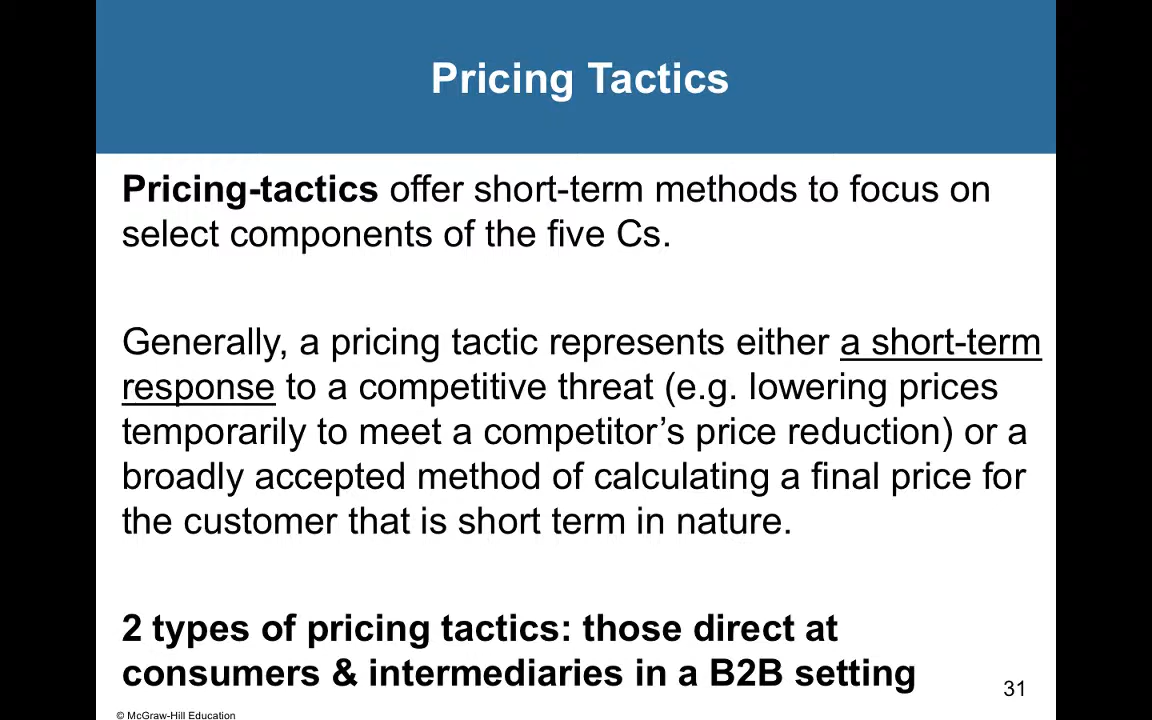 Pricing Tactics
Pricing-tactics offer short-term methods to focus on
select components of the five Cs.
Generally, a pricing tactic represents either a short-term
response to a competitive threat (e.g. lowering prices
temporarily to meet a competitor’s price reduction) or a
broadly accepted method of calculating a final price for
the customer that is short term in nature.
2 types of pricing tactics: those direct at
consumers & intermediaries in a B2B setting
31
© McGraw-Hill Education